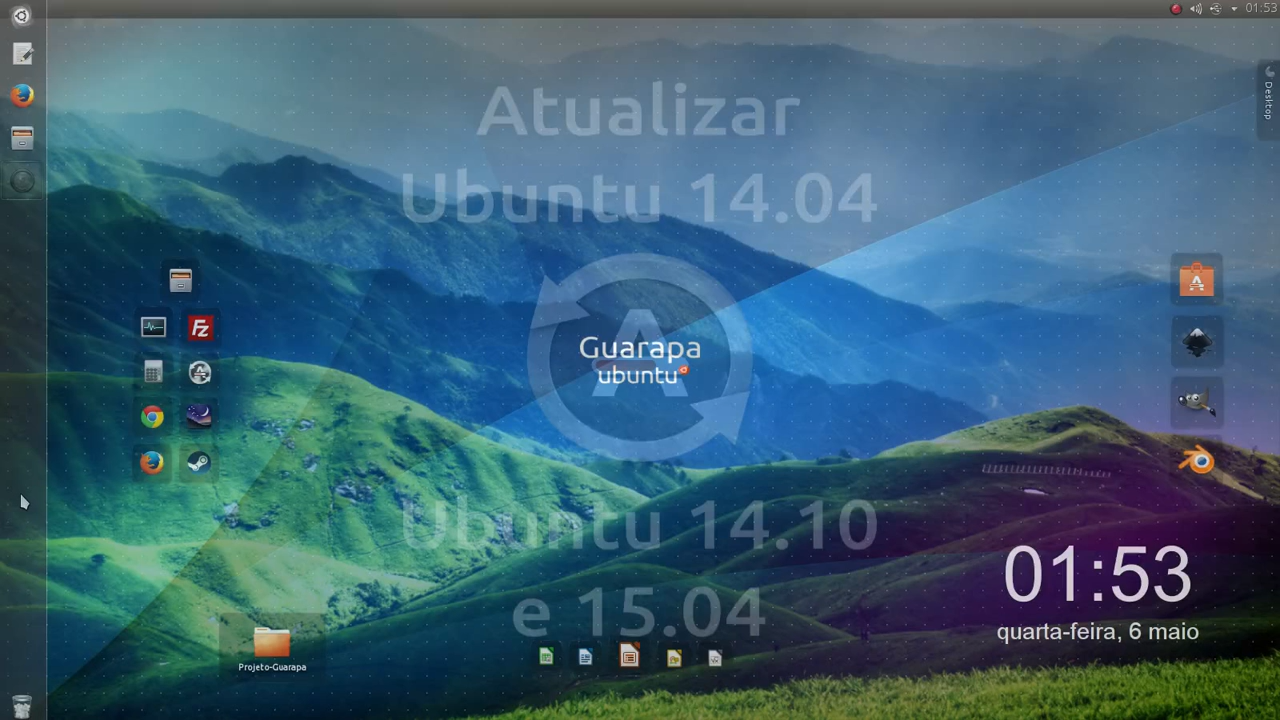 01:53
Desktop
Atualizar
Ubuntu 14.04
Guarapa
ubuntu
Ubuntu 14.10
e 15.04
01:53
quarta-feira, 6 maio
Projeto-Guarapa